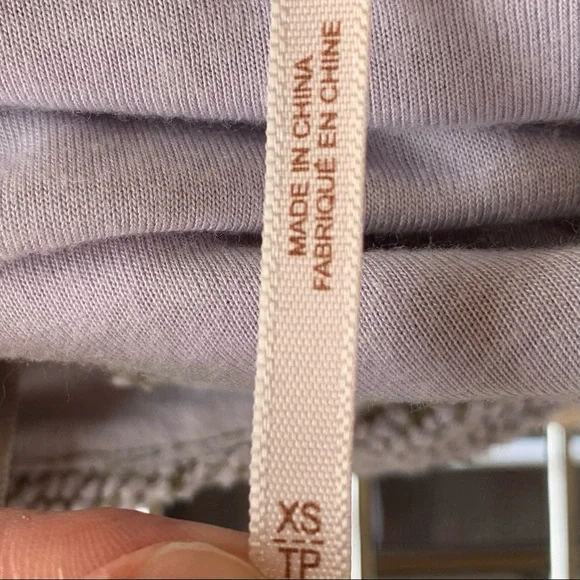 MADE IN CHINA
FABRIQUÉ EN CHINE
XS
TP